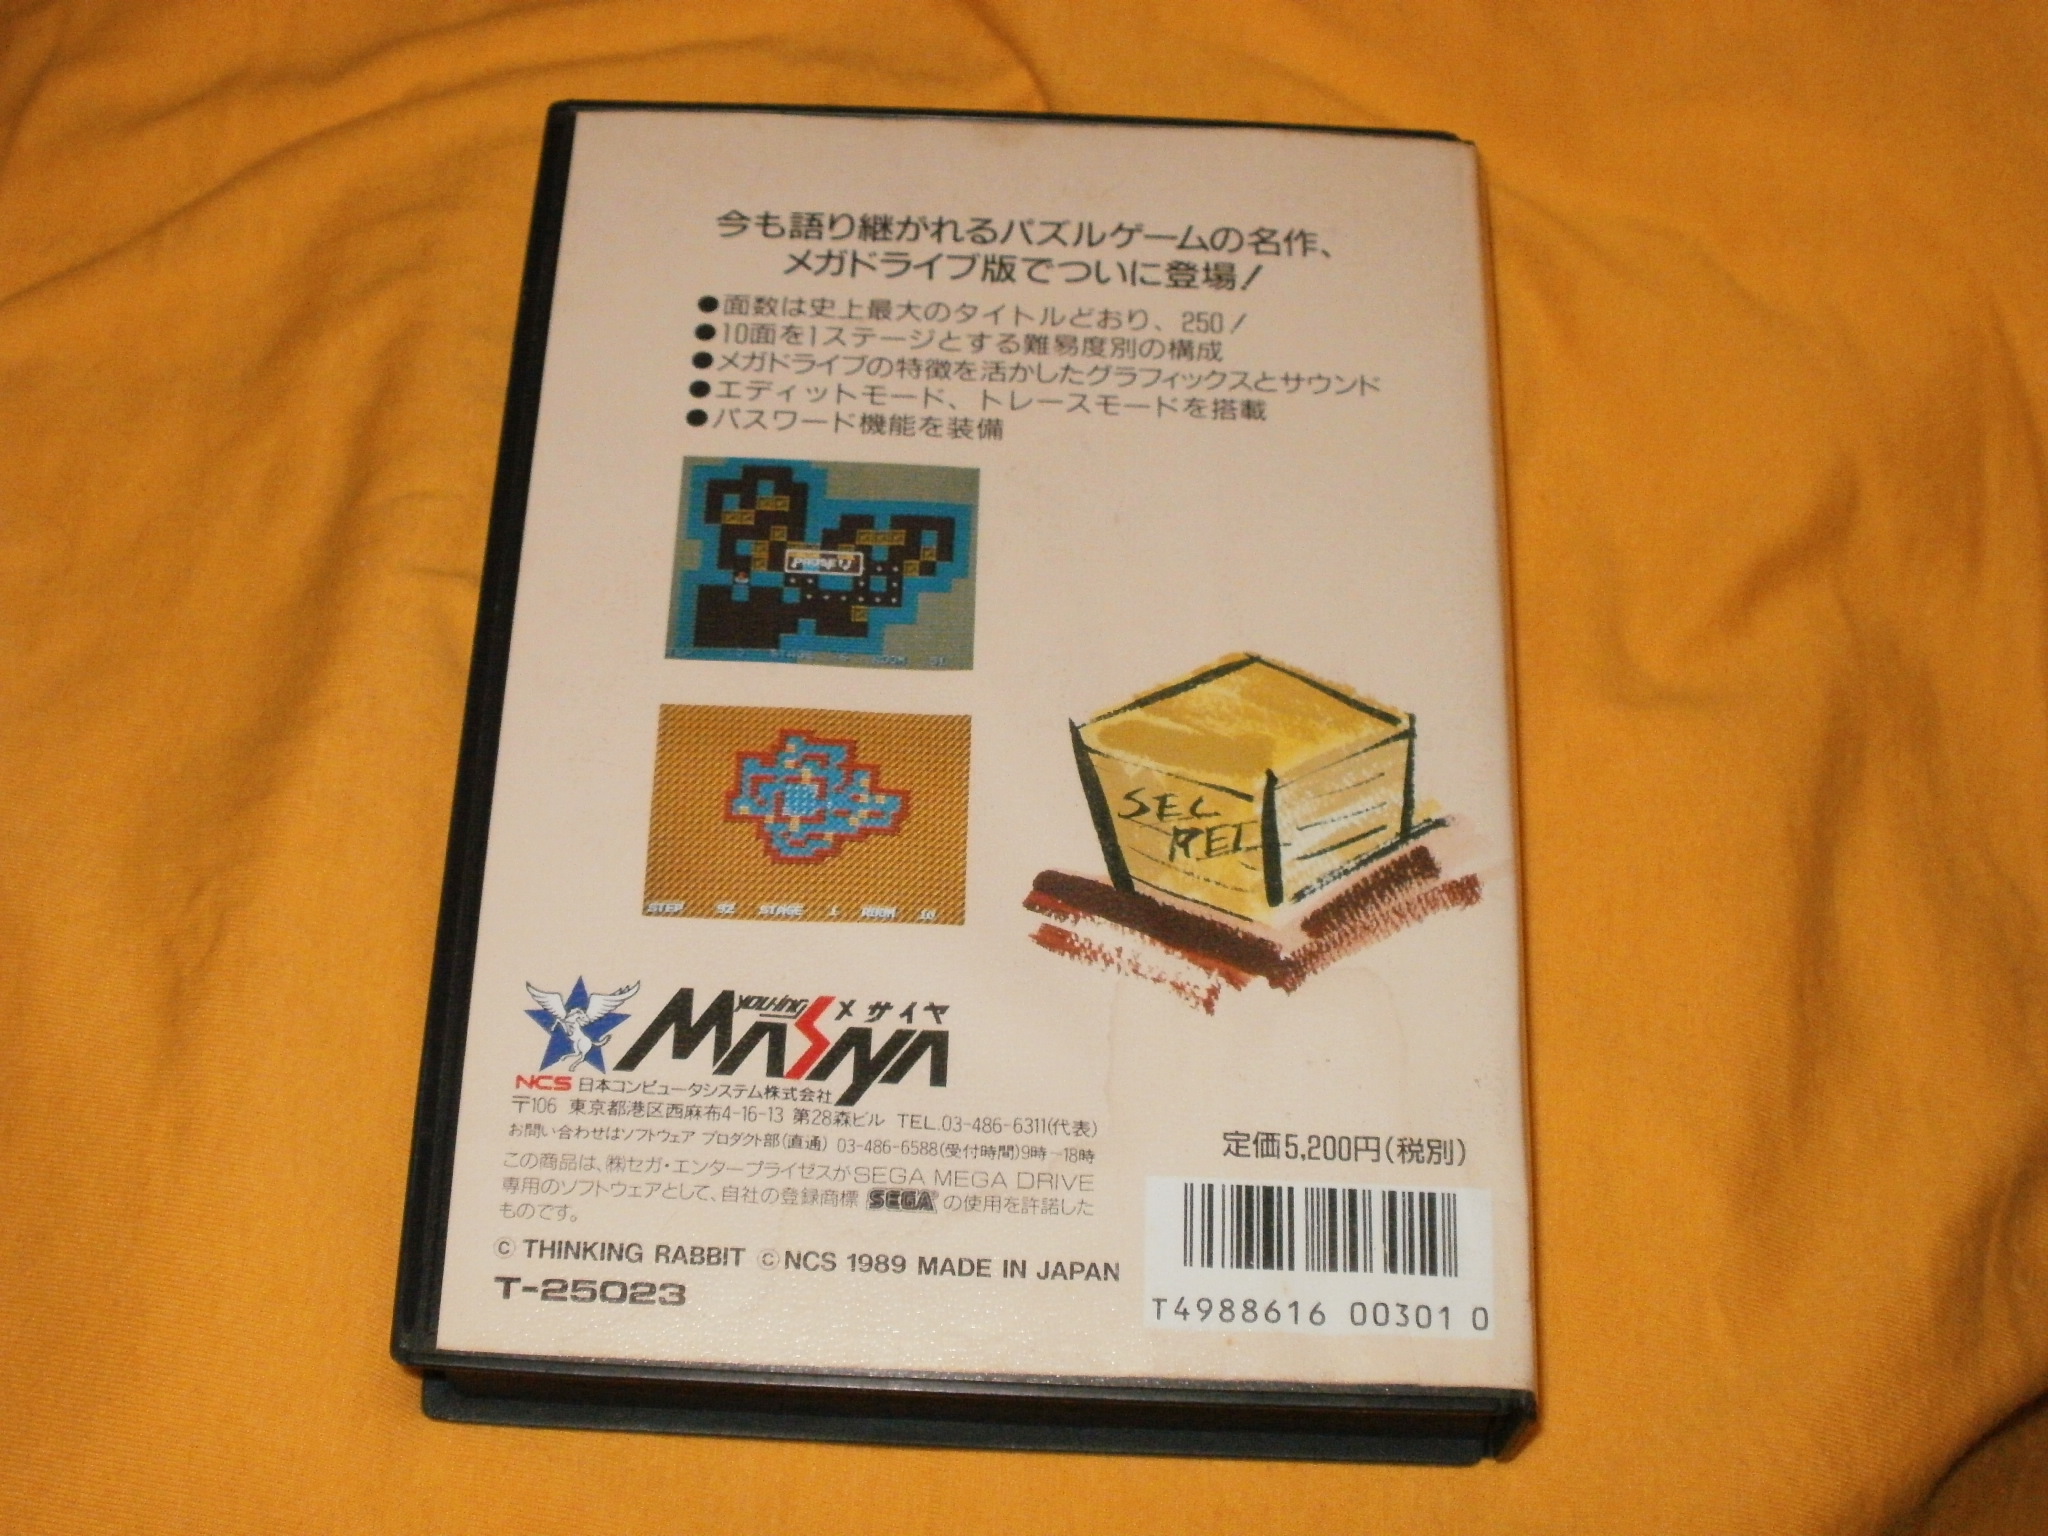 今も語り継がれるパズルゲームの名作、
メガドライブ版でついに登場!
●面数は史上最大のタイトルどおり、250!
●10面を1ステージとする難易度別の構成
●メガドライブの特徴を活かしたグラフィックスとサウンド
●エディットモード、トレースモードを搭載
●パスワード機能を装備
STEP 92 STAGE 1 ROOM 10
SEC
RET
you-ing
メサイヤ
MASAYA
NCS 日本コンピュータシステム株式会社
〒106 東京都港区西麻布4-16-13 第28森ビル TEL.03-486-6311(代表)
お問い合わせはソフトウェア プロダクト部(直通) 03-486-6588(受付時間)9時−18時
この商品は、㈱セガ・エンタープライゼスがSEGA MEGA DRIVE
専用のソフトウェアとして、自社の登録商標 SEGA の使用を許諾した
ものです。
© THINKING RABBIT © NCS 1989 MADE IN JAPAN
T-25023
定価5,200円(税別)
T4988616 00301 0